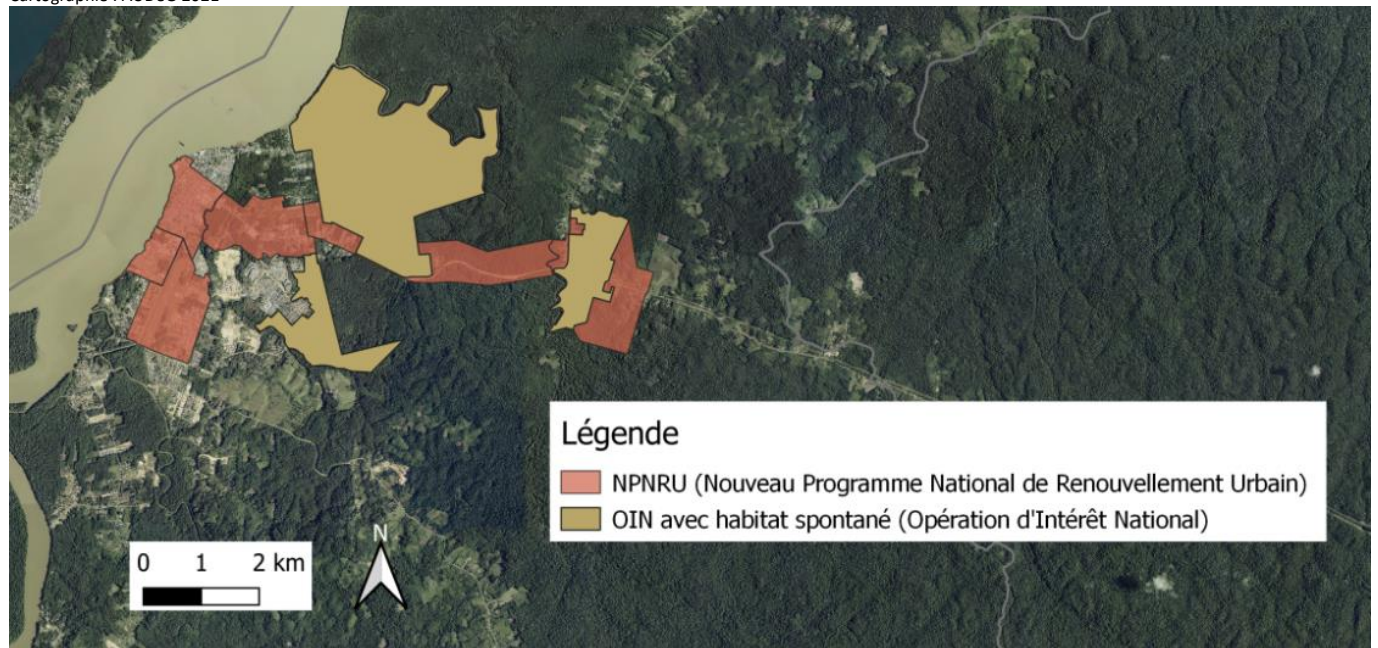 Légende
NPNRU (Nouveau Programme National de Renouvellement Urbain)
OIN avec habitat spontané (Opération d'Intérêt National)
0 1 2 km
N